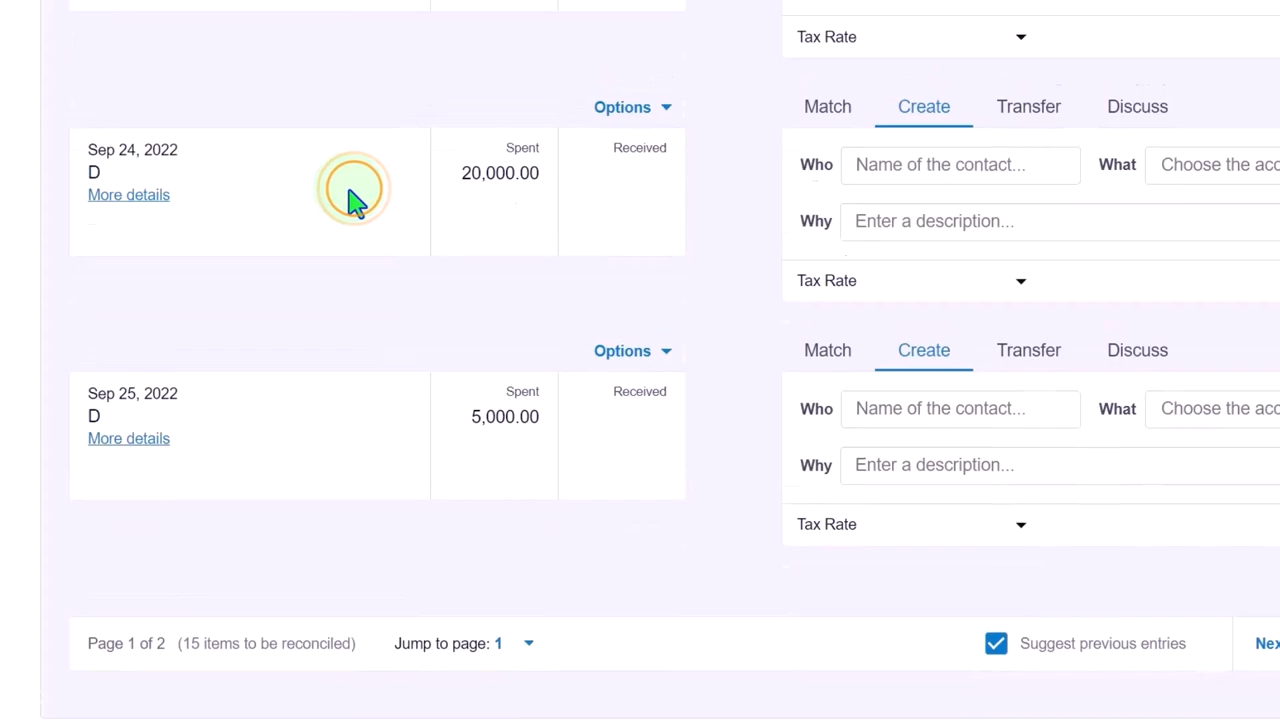 Tax Rate
Options
Match Create Transfer Discuss
Sep 24, 2022 Spent Received
D 20,000.00
More details
Who Name of the contact... What Choose the acc
Why Enter a description...
Tax Rate
Options
Match Create Transfer Discuss
Sep 25, 2022 Spent Received
D 5,000.00
More details
Who Name of the contact... What Choose the acc
Why Enter a description...
Tax Rate
Page 1 of 2 (15 items to be reconciled) Jump to page: 1 Suggest previous entries Nex